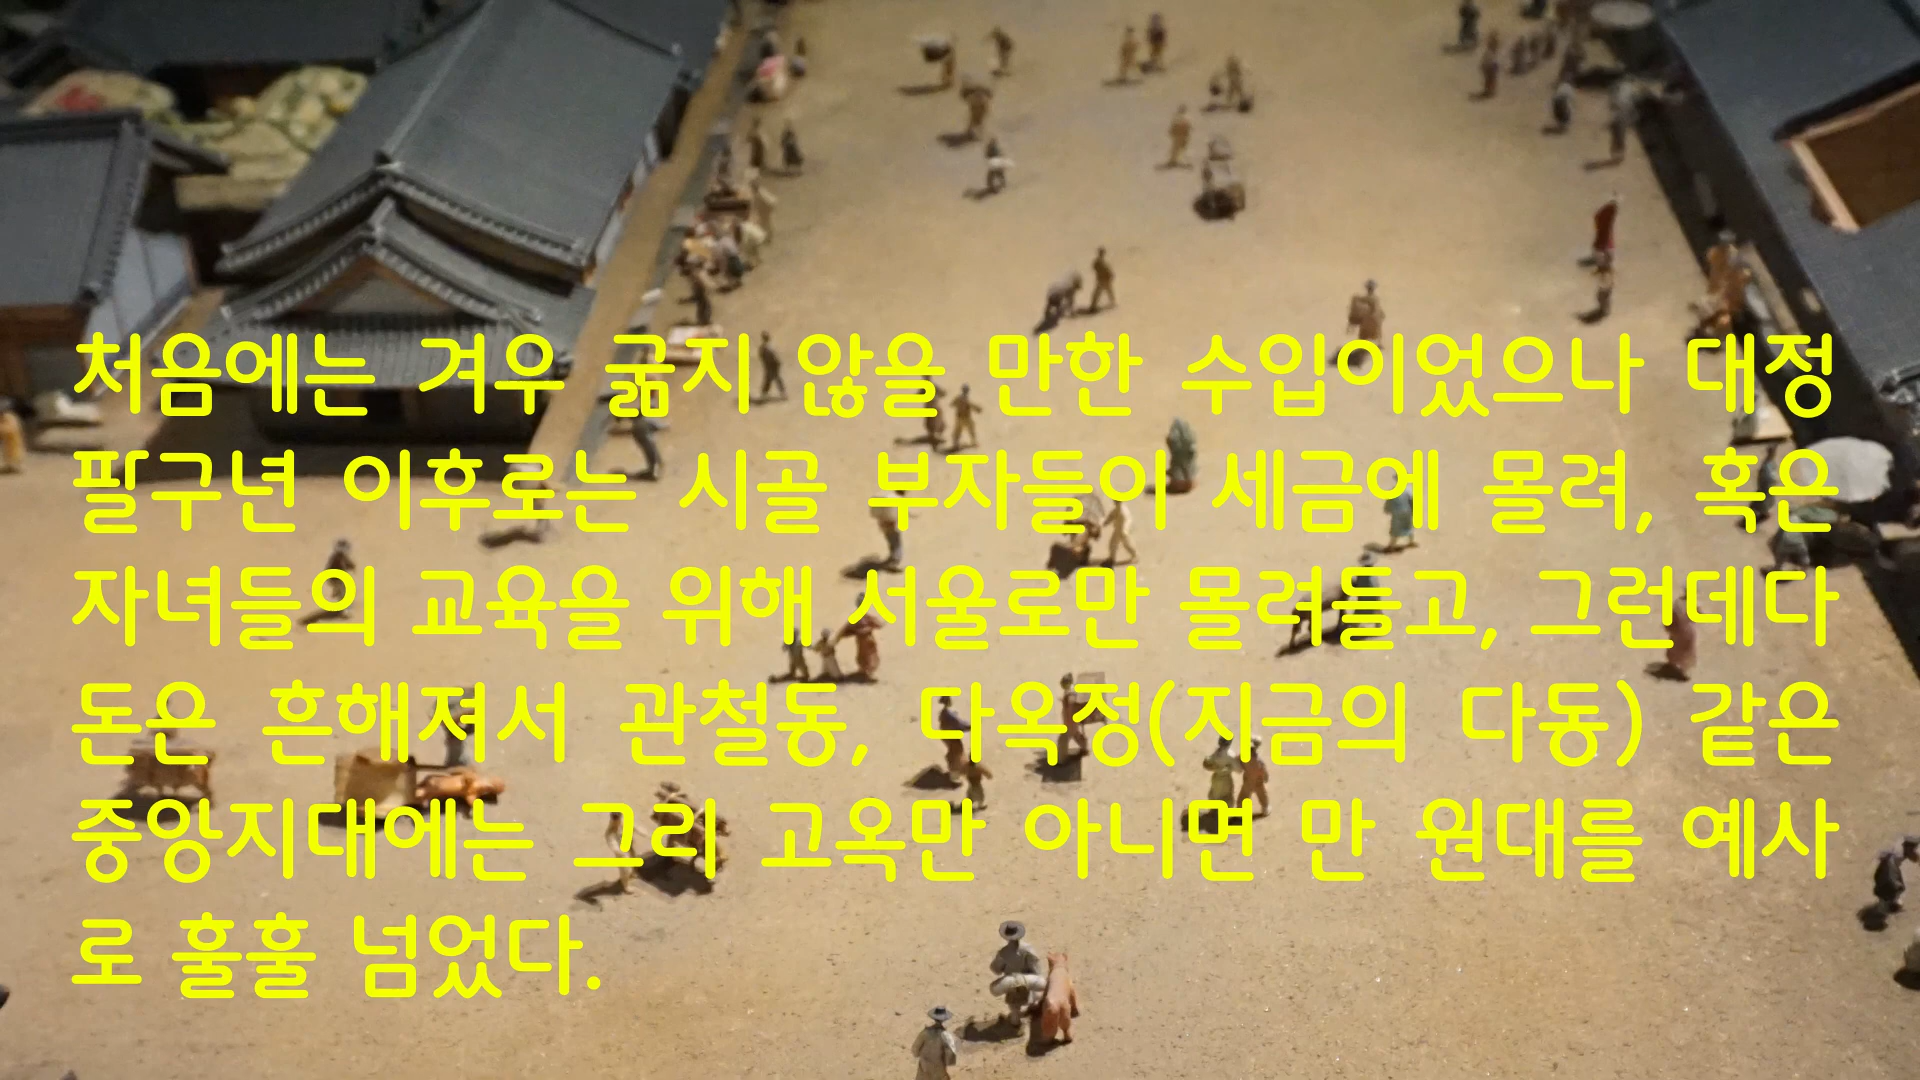 처음에는 겨우 굶지 않을 만한 수입이었으나 대정
팔구년 이후로는 시골 부자들이 세금에 몰려, 혹은
자녀들의 교육을 위해 서울로만 몰려들고, 그런데다
돈은 흔해져서 관철동, 다옥정(지금의 다동) 같은
중앙지대에는 그리 고옥만 아니면 만 원대를 예사
로 훌훌 넘었다.